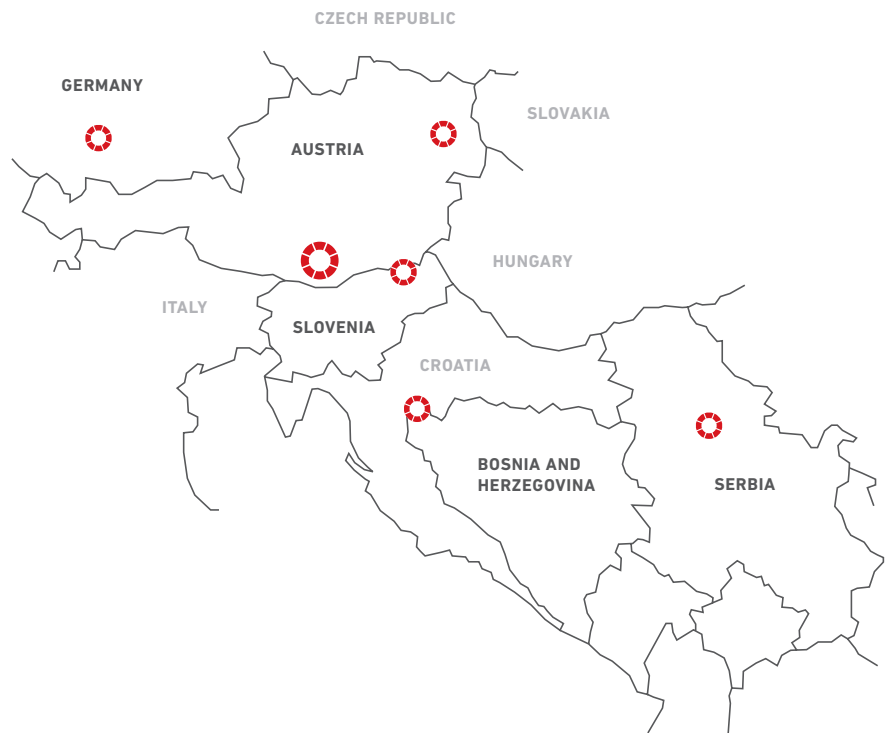 CZECH REPUBLIC
GERMANY
SLOVAKIA
AUSTRIA
HUNGARY
ITALY
SLOVENIA
CROATIA
BOSNIA AND
HERZEGOVINA
SERBIA